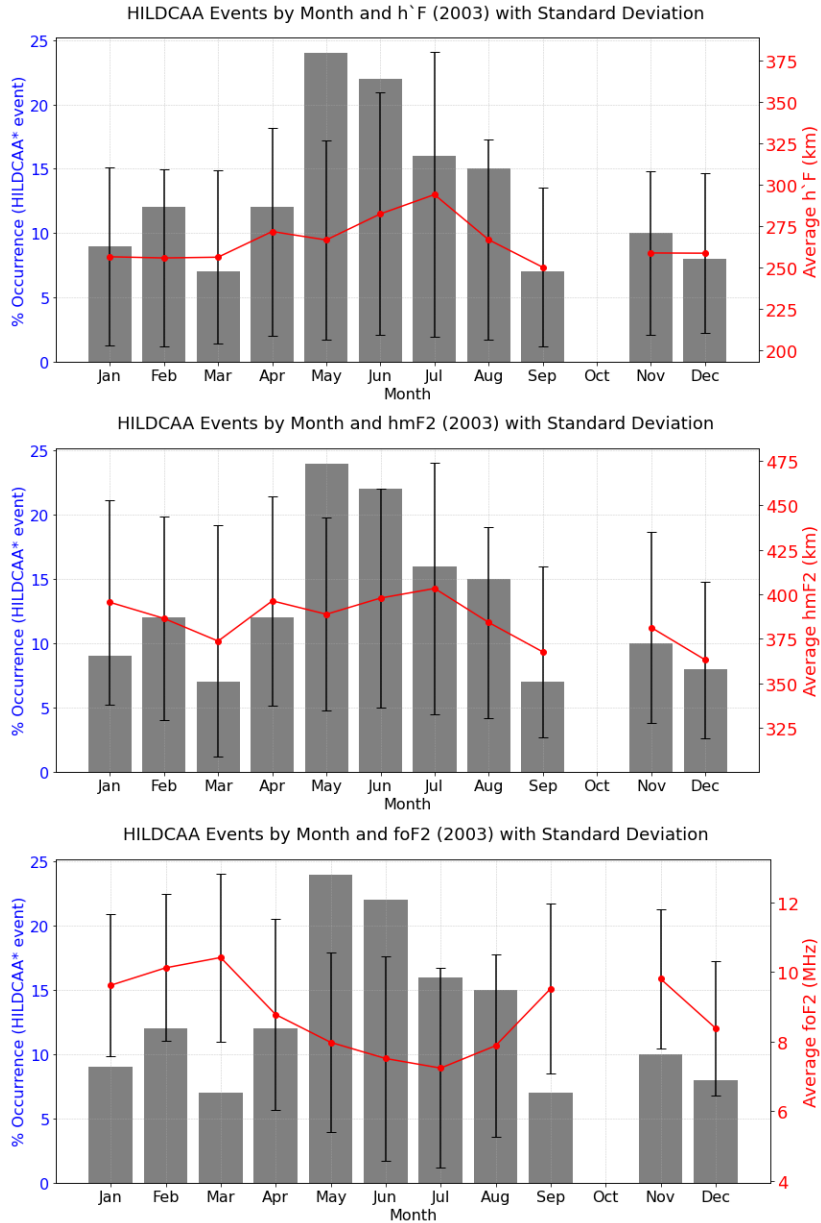 HILDCAA Events by Month and h`F (2003) with Standard Deviation
% Occurrence (HILDCAA* event)
25
20
15
10
5
0
Jan Feb Mar Apr May Jun Jul Aug Sep Oct Nov Dec
Month
375
350
325
300
275
250
225
200
Average h`F (km)
HILDCAA Events by Month and hmF2 (2003) with Standard Deviation
% Occurrence (HILDCAA* event)
25
20
15
10
5
0
Jan Feb Mar Apr May Jun Jul Aug Sep Oct Nov Dec
Month
475
450
425
400
375
350
325
Average hmF2 (km)
HILDCAA Events by Month and foF2 (2003) with Standard Deviation
% Occurrence (HILDCAA* event)
25
20
15
10
5
0
Jan Feb Mar Apr May Jun Jul Aug Sep Oct Nov Dec
Month
12
10
8
6
4
Average foF2 (MHz)